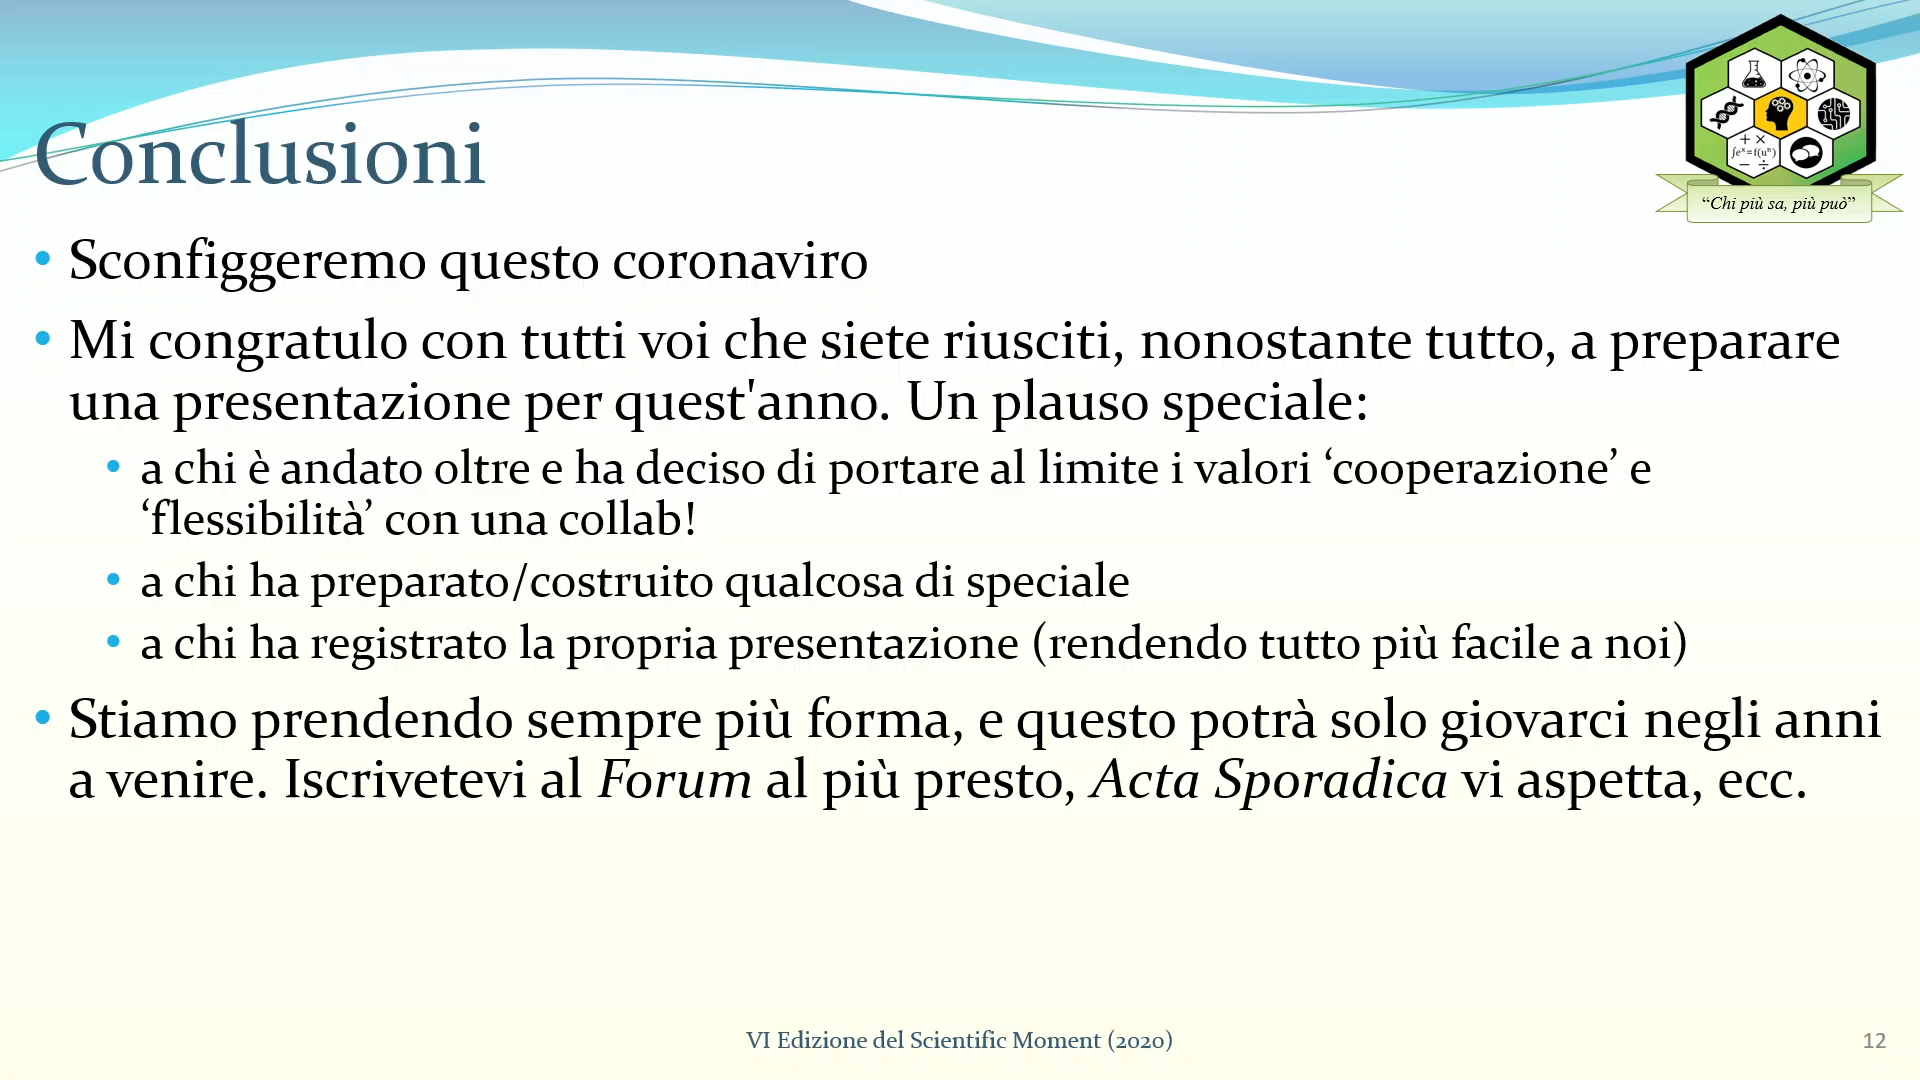 Conclusioni
+ ×
∫eˣ=f(uⁿ)
− ÷
“Chi più sa, più può”
• Sconfiggeremo questo coronaviro
• Mi congratulo con tutti voi che siete riusciti, nonostante tutto, a preparare
una presentazione per quest'anno. Un plauso speciale:
• a chi è andato oltre e ha deciso di portare al limite i valori ‘cooperazione’ e
‘flessibilità’ con una collab!
• a chi ha preparato/costruito qualcosa di speciale
• a chi ha registrato la propria presentazione (rendendo tutto più facile a noi)
• Stiamo prendendo sempre più forma, e questo potrà solo giovarci negli anni
a venire. Iscrivetevi al Forum al più presto, Acta Sporadica vi aspetta, ecc.
VI Edizione del Scientific Moment (2020)
12